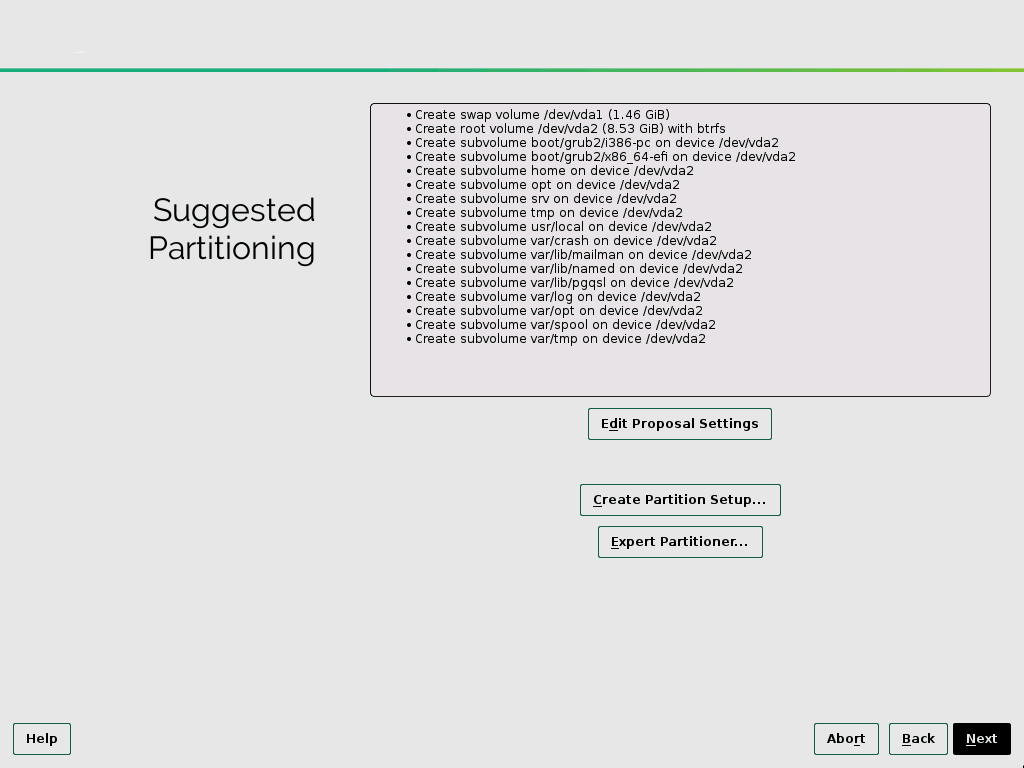 Suggested
Partitioning
• Create swap volume /dev/vda1 (1.46 GiB)
• Create root volume /dev/vda2 (8.53 GiB) with btrfs
• Create subvolume boot/grub2/i386-pc on device /dev/vda2
• Create subvolume boot/grub2/x86_64-efi on device /dev/vda2
• Create subvolume home on device /dev/vda2
• Create subvolume opt on device /dev/vda2
• Create subvolume srv on device /dev/vda2
• Create subvolume tmp on device /dev/vda2
• Create subvolume usr/local on device /dev/vda2
• Create subvolume var/crash on device /dev/vda2
• Create subvolume var/lib/mailman on device /dev/vda2
• Create subvolume var/lib/named on device /dev/vda2
• Create subvolume var/lib/pgqsl on device /dev/vda2
• Create subvolume var/log on device /dev/vda2
• Create subvolume var/opt on device /dev/vda2
• Create subvolume var/spool on device /dev/vda2
• Create subvolume var/tmp on device /dev/vda2
Edit Proposal Settings
Create Partition Setup...
Expert Partitioner...
Help
Abort
Back
Next